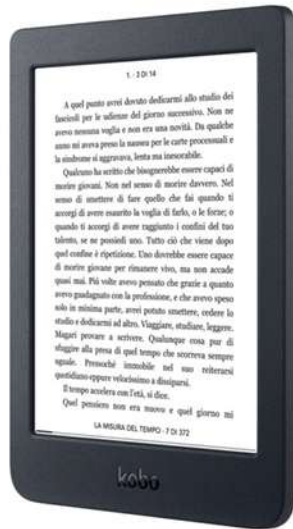 1. - 3 DI 14
A quel punto avrei dovuto dedicarmi allo studio dei
fascicoli per le udienze del giorno successivo. Non ne
avevo nessuna voglia e non era una novità. Da qualche
anno mi aveva preso la nausea per le carte processuali e
la sindrome si aggravava, lenta ma inesorabile.
Qualcuno ha scritto che bisognerebbe essere capaci di
morire giovani. Non nel senso di morire davvero. Nel
senso di smettere di fare quello che fai quando ti
accorgi di avere esaurito la voglia di farlo, o le forze; o
quando ti accorgi di avere raggiunto i confini del tuo
talento, se ne possiedi uno. Tutto ciò che viene dopo
quel confine è ripetizione. Uno dovrebbe essere capace
di morire giovane per rimanere vivo, ma non accade
quasi mai. Più volte avevo pensato che grazie a quanto
avevo guadagnato con la professione, e che avevo speso
solo in minima parte, avrei potuto smettere, cedere lo
studio e dedicarmi ad altro. Viaggiare, studiare, leggere.
Magari provare a scrivere. Qualunque cosa pur di
sfuggire alla presa di quel tempo che scorreva sempre
uguale. Pressoché immobile nel suo reiterarsi
quotidiano eppure velocissimo a dissiparsi.
Il tempo accelera con l'età, si dice.
Quel pensiero non era nuovo e quel giorno mi
LA MISURA DEL TEMPO - 7 DI 372
kobo